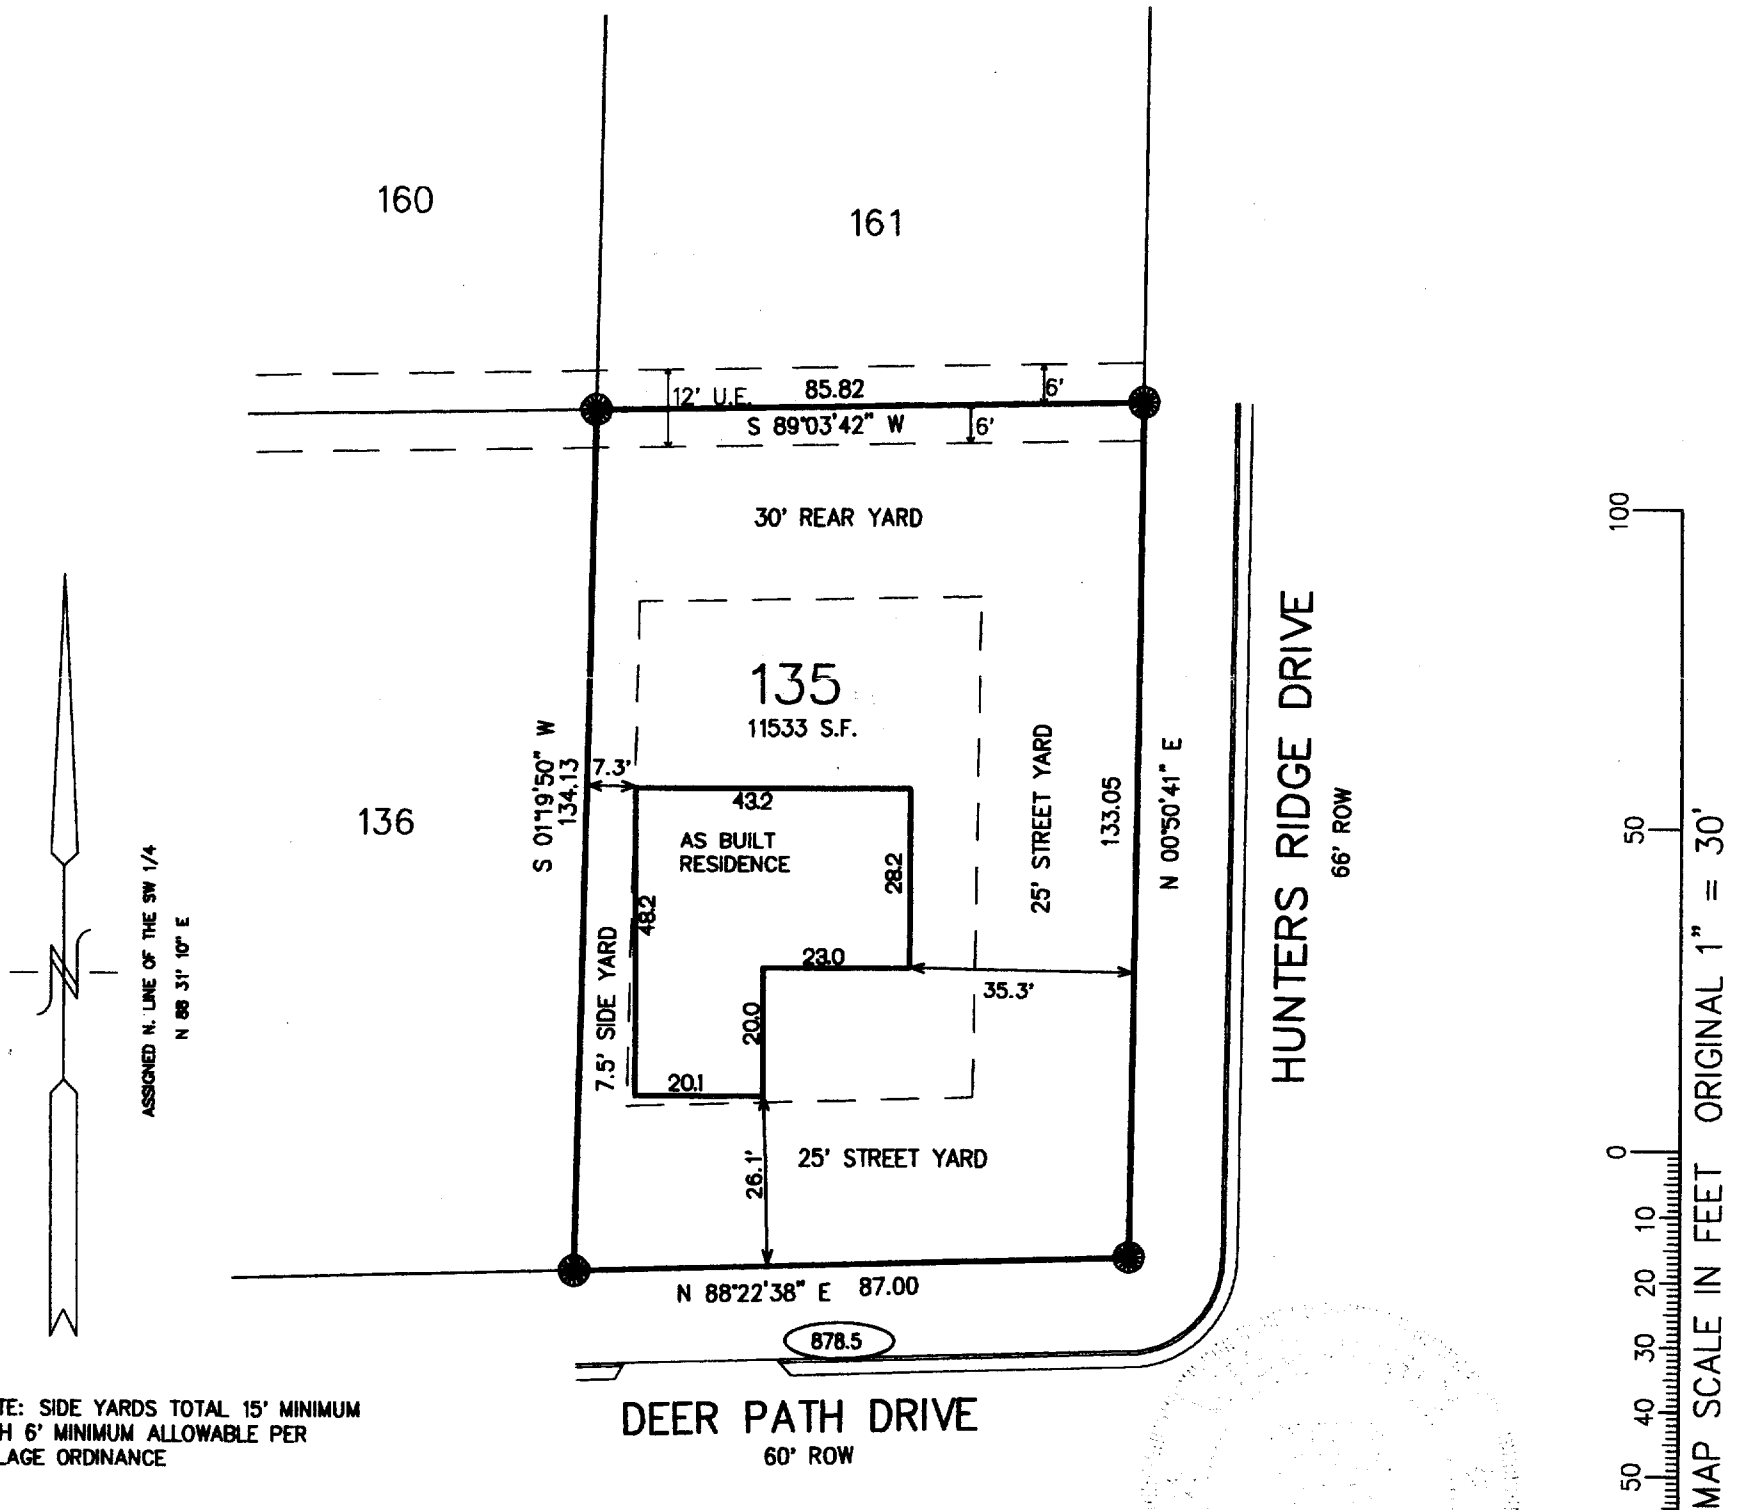 160
161
12' U.E.
85.82
6'
S 89°03'42" W
6'
30' REAR YARD
135
11533 S.F.
136
S 01°19'50" W
134.13
7.3'
43.2
AS BUILT
RESIDENCE
48.2
28.2
23.0
20.0
20.1
7.5' SIDE YARD
35.3'
25' STREET YARD
133.05
N 00°50'41" E
26.1'
25' STREET YARD
N 88°22'38" E
87.00
878.5
DEER PATH DRIVE
60' ROW
HUNTERS RIDGE DRIVE
66' ROW
ASSIGNED N. LINE OF THE SW 1/4
N 88 31' 10" E
N
TE: SIDE YARDS TOTAL 15' MINIMUM
H 6' MINIMUM ALLOWABLE PER
LAGE ORDINANCE
100
50
0
10
20
30
40
50
MAP SCALE IN FEET ORIGINAL 1" = 30'